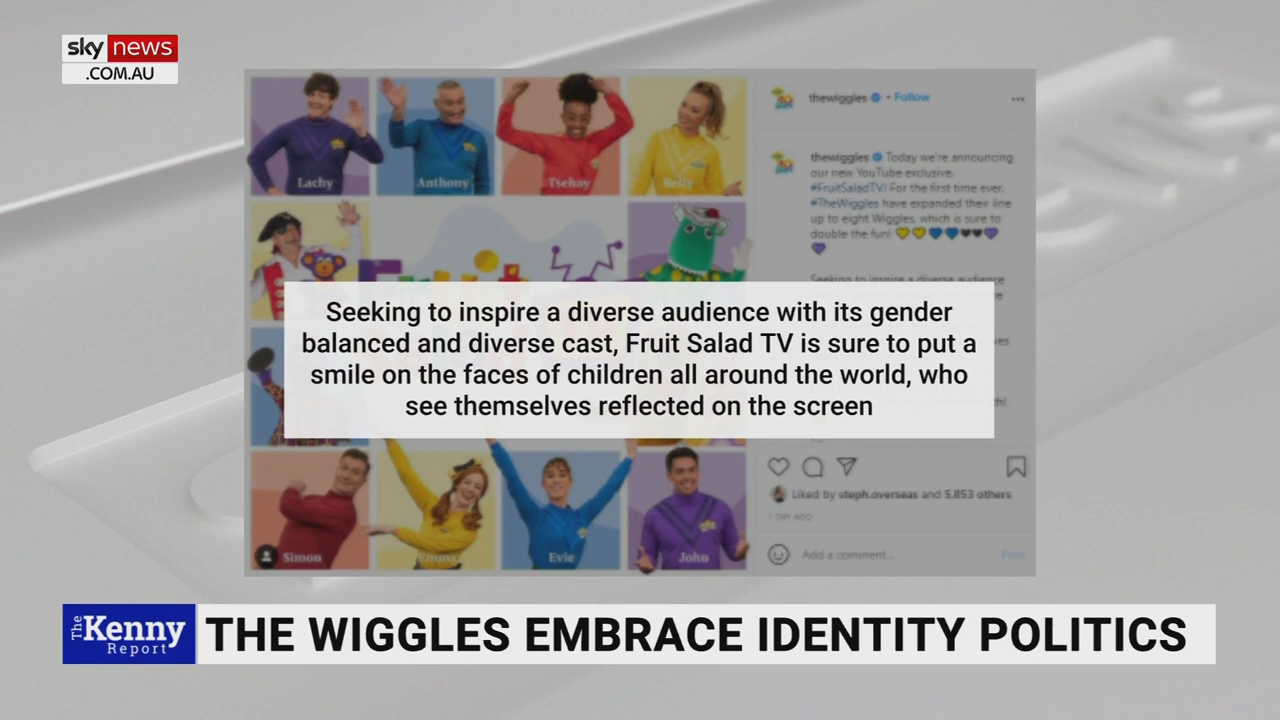 sky news
.COM.AU
Lachy
Anthony
Tsehay
Kelly
thewiggles • Follow
thewiggles Today we're announcing
our new YouTube exclusive,
#FruitSaladTV! For the first time ever,
#TheWiggles have expanded their line
up to eight Wiggles, which is sure to
double the fun!
Seeking to inspire a diverse audience
Seeking to inspire a diverse audience with its gender
balanced and diverse cast, Fruit Salad TV is sure to put a
smile on the faces of children all around the world, who
see themselves reflected on the screen
Simon
Emma
Evie
John
Liked by steph.overseas and 5,853 others
1 DAY AGO
Add a comment...
Post
The Kenny Report
THE WIGGLES EMBRACE IDENTITY POLITICS